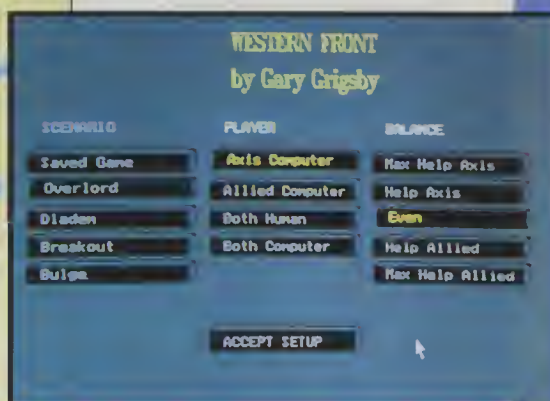 WESTERN FRONT
by Gary Grigsby
SCENARIO PLAYER BALANCE
Saved Game Axis Computer Max Help Axis
Overlord Allied Computer Help Axis
Diadem Both Human Even
Breakout Both Computer Help Allied
Bulge Max Help Allied
ACCEPT SETUP